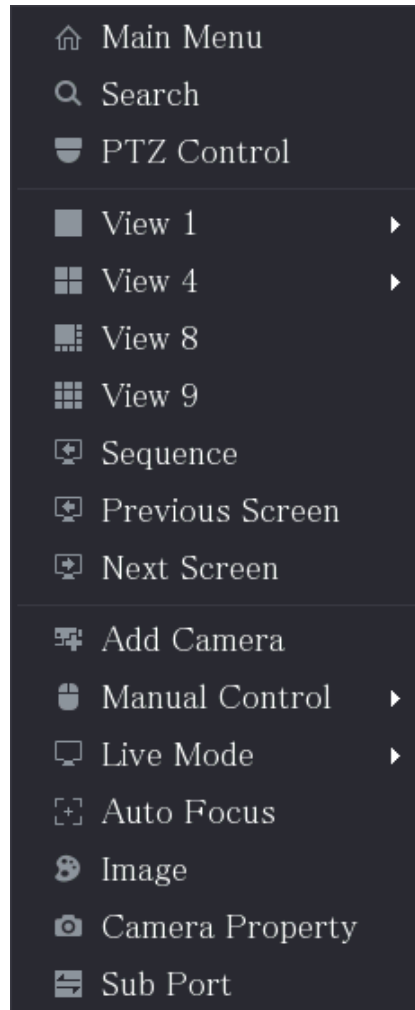 Main Menu
Search
PTZ Control
View 1
View 4
View 8
View 9
Sequence
Previous Screen
Next Screen
Add Camera
Manual Control
Live Mode
Auto Focus
Image
Camera Property
Sub Port